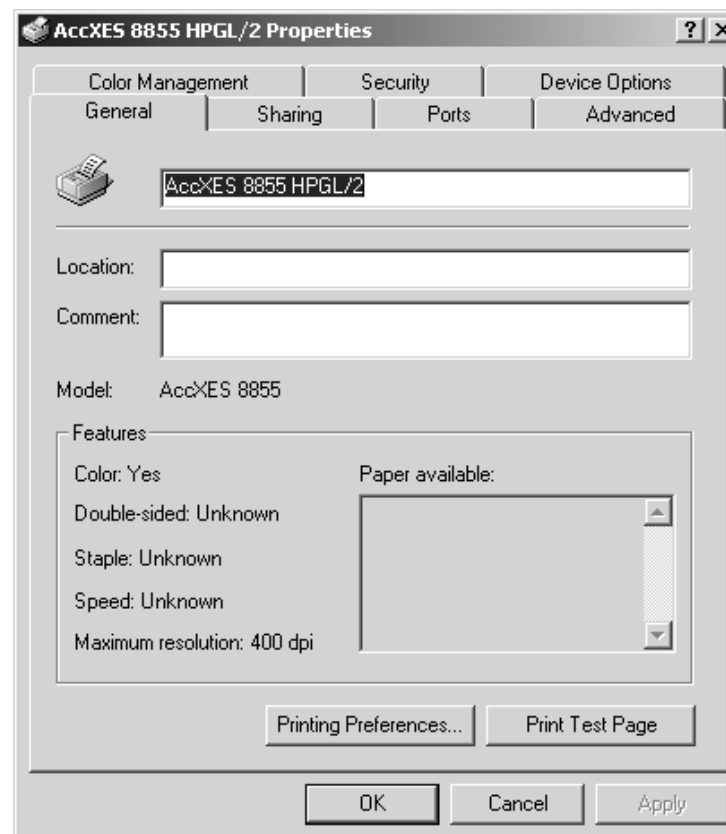 AccXES 8855 HPGL/2 Properties
Color Management Security Device Options
General Sharing Ports Advanced
AccXES 8855 HPGL/2
Location:
Comment:
Model: AccXES 8855
Features
Color: Yes Paper available:
Double-sided: Unknown
Staple: Unknown
Speed: Unknown
Maximum resolution: 400 dpi
Printing Preferences... Print Test Page
OK Cancel Apply